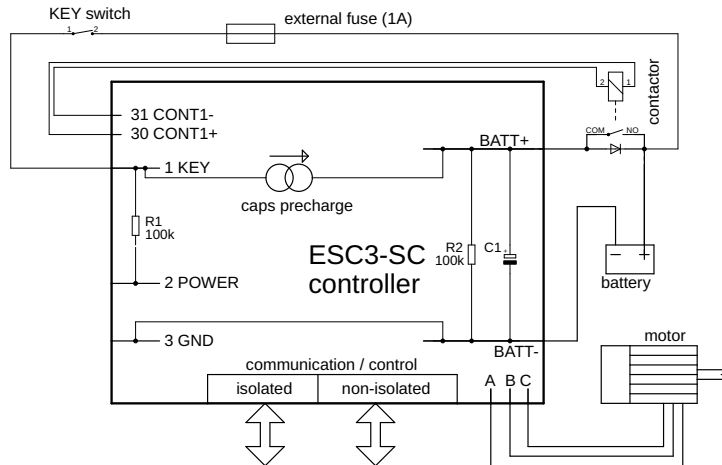 KEY switch
external fuse (1A)
1 2
2 1
contactor
31 CONT1-
30 CONT1+
COM NO
BATT+
1 KEY
caps precharge
R1
100k
R2
100k
C1
+
ESC3-SC
controller
- +
battery
2 POWER
3 GND
BATT-
motor
communication / control
isolated
non-isolated
A B C